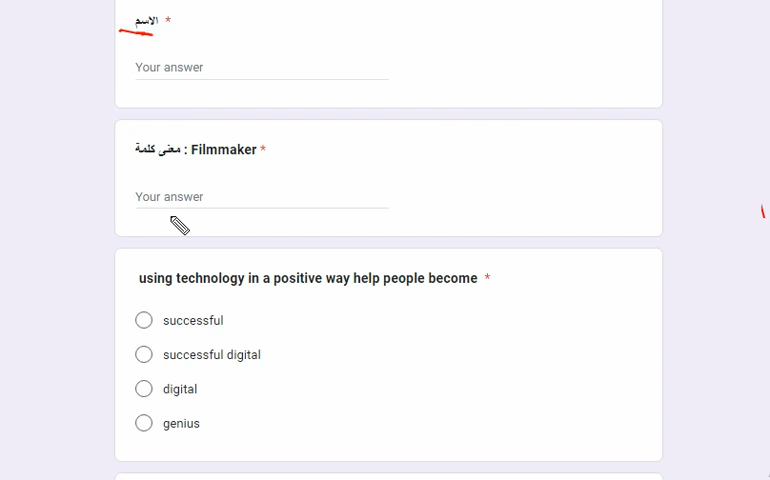 الاسم *
Your answer
معنى كلمة : Filmmaker *
Your answer
using technology in a positive way help people become *
successful
successful digital
digital
genius